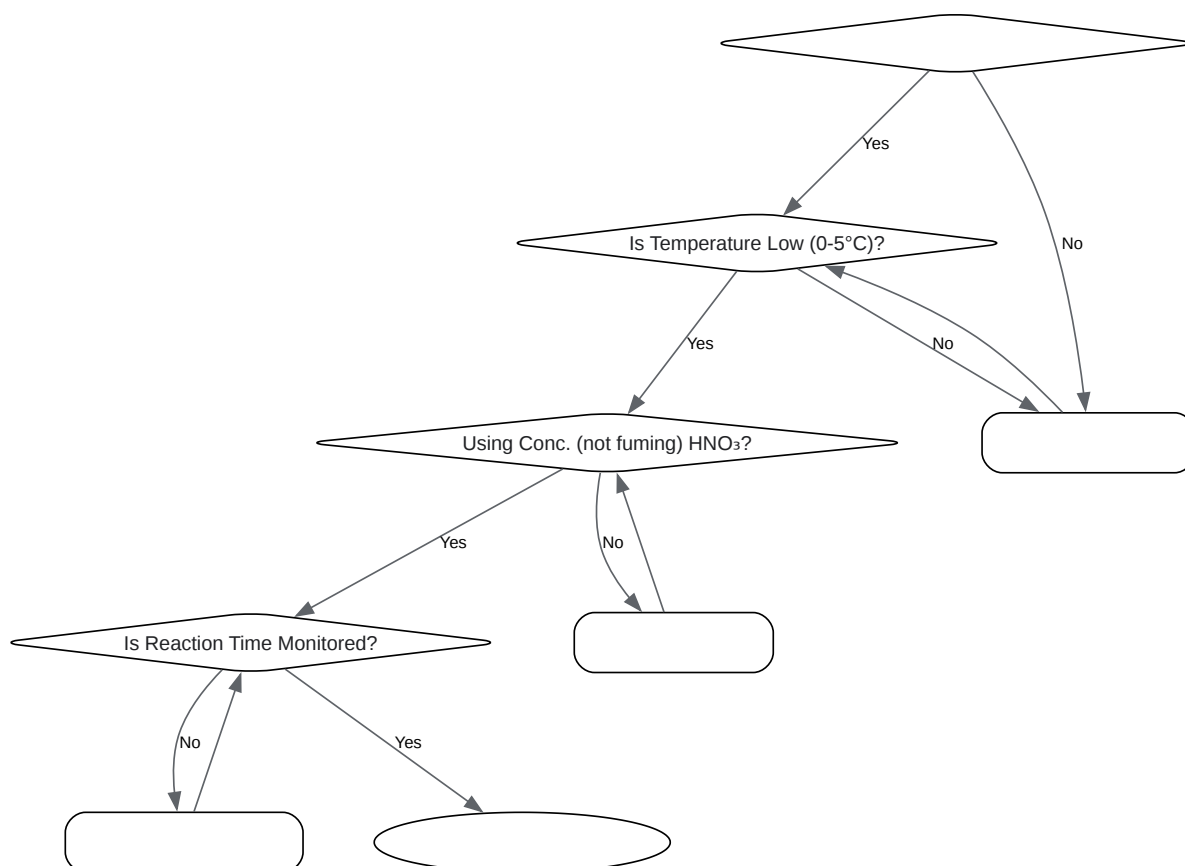 Yes
Is Temperature Low (0-5°C)?
No
Yes
No
Using Conc. (not fuming) HNO₃?
Yes
No
Is Reaction Time Monitored?
No
Yes